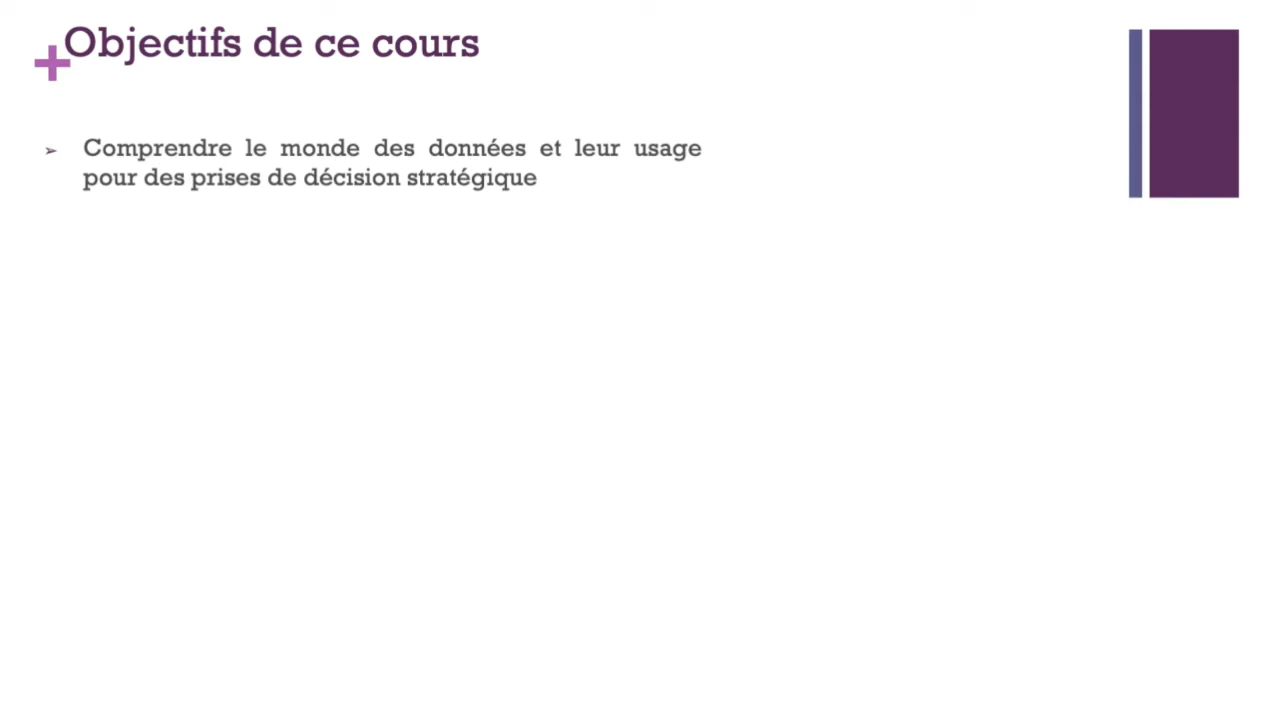 +Objectifs de ce cours
➢ Comprendre le monde des données et leur usage
pour des prises de décision stratégique